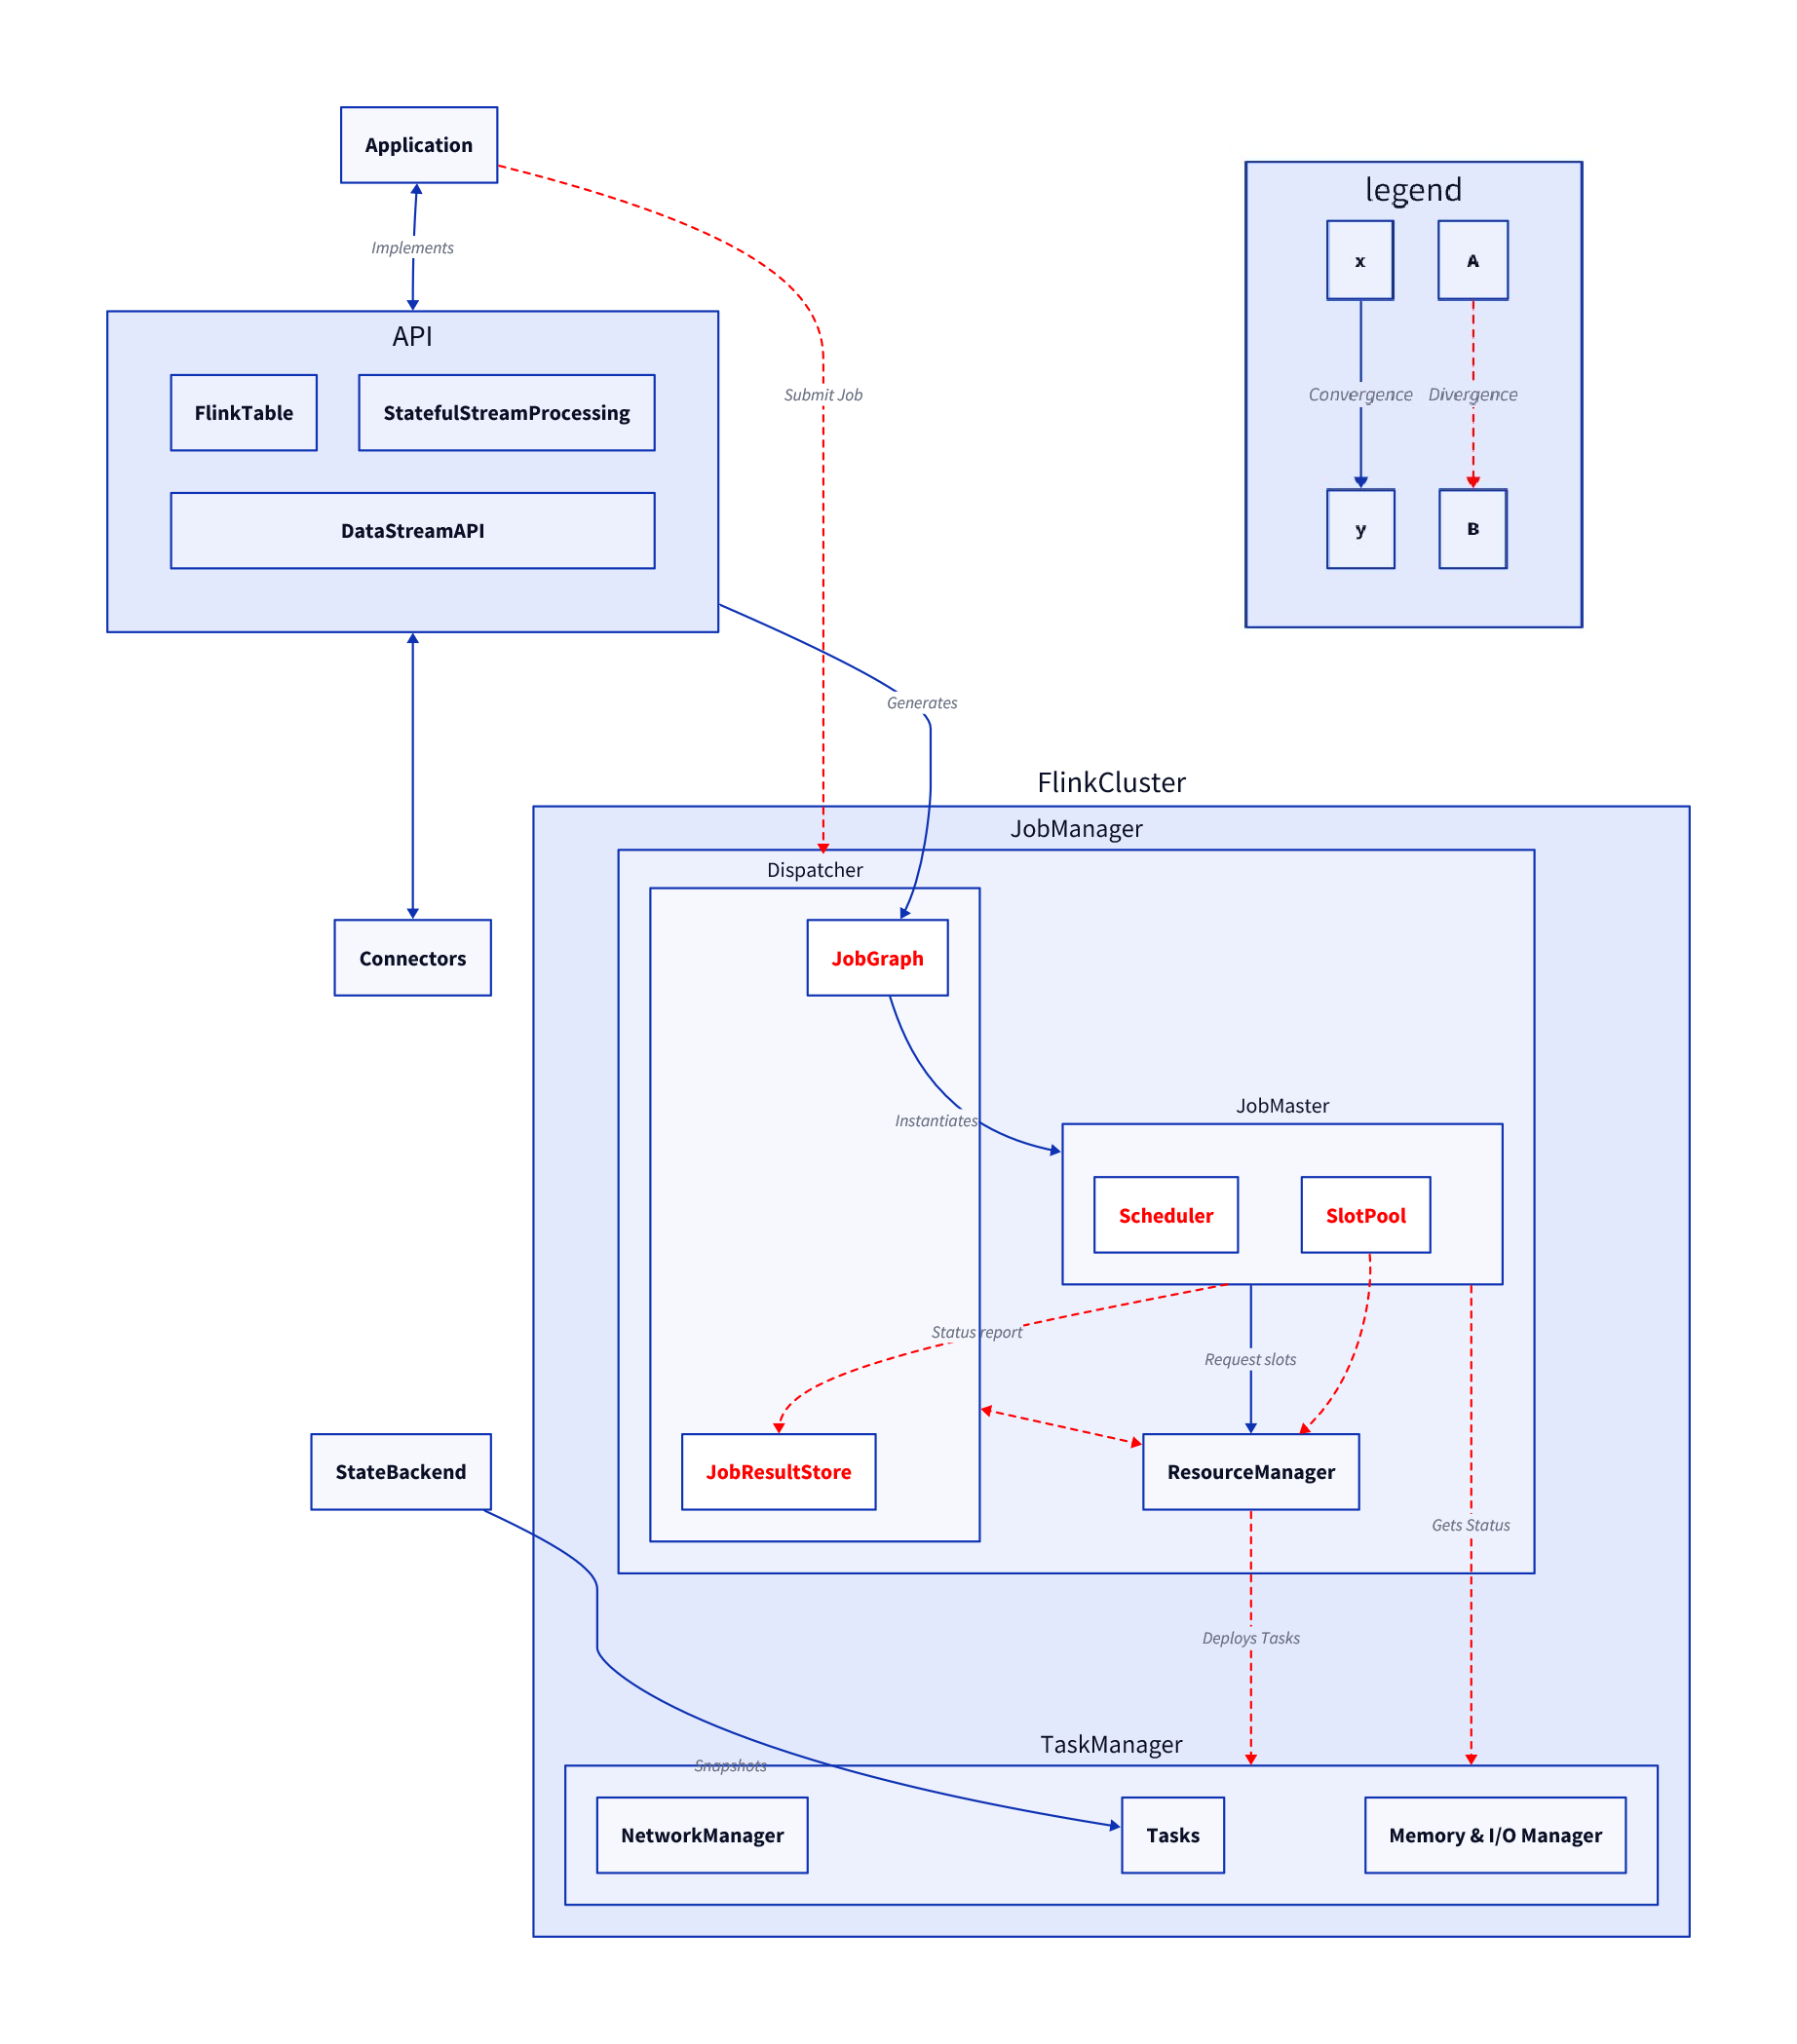 Application
legend
x
A
Implements
API
FlinkTable
StatefulStreamProcessing
Submit Job
Convergence
Divergence
DataStreamAPI
y
B
Generates
FlinkCluster
JobManager
Dispatcher
JobGraph
Connectors
JobMaster
Instantiates
Scheduler
SlotPool
Status report
Request slots
StateBackend
JobResultStore
ResourceManager
Gets Status
Deploys Tasks
TaskManager
Snapshots
NetworkManager
Tasks
Memory & I/O Manager